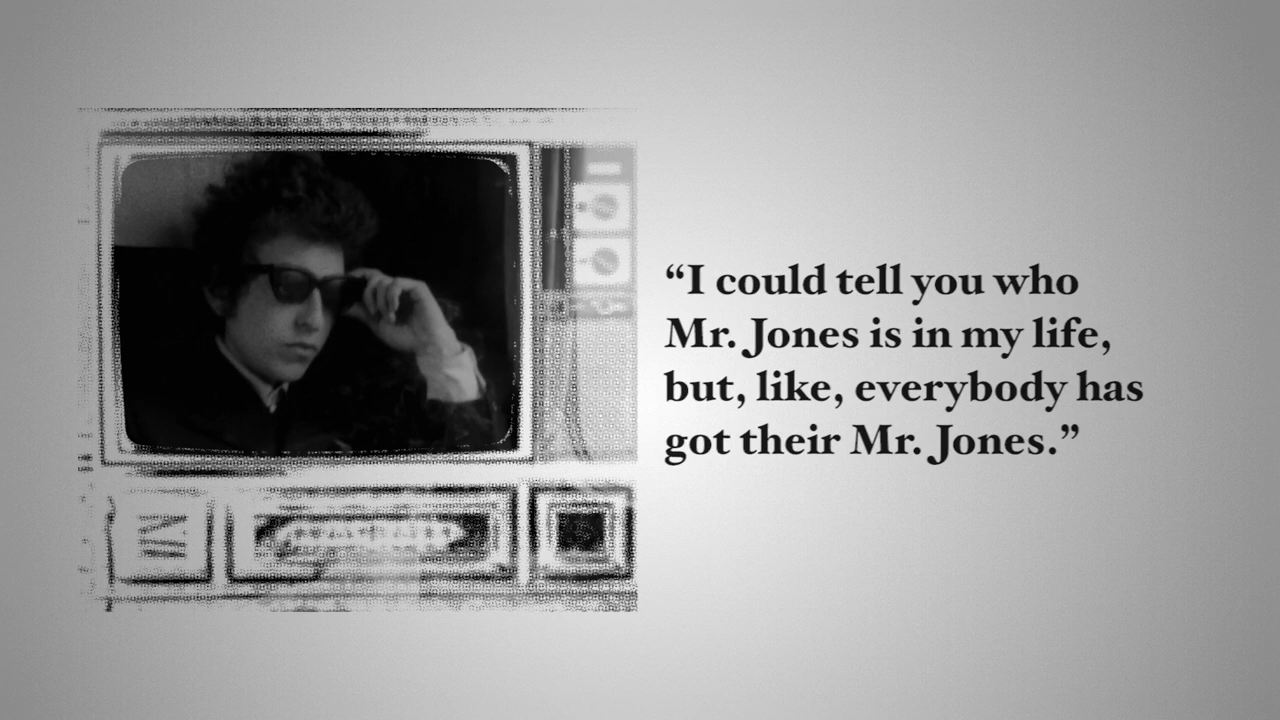 “I could tell you who
Mr. Jones is in my life,
but, like, everybody has
got their Mr. Jones.”